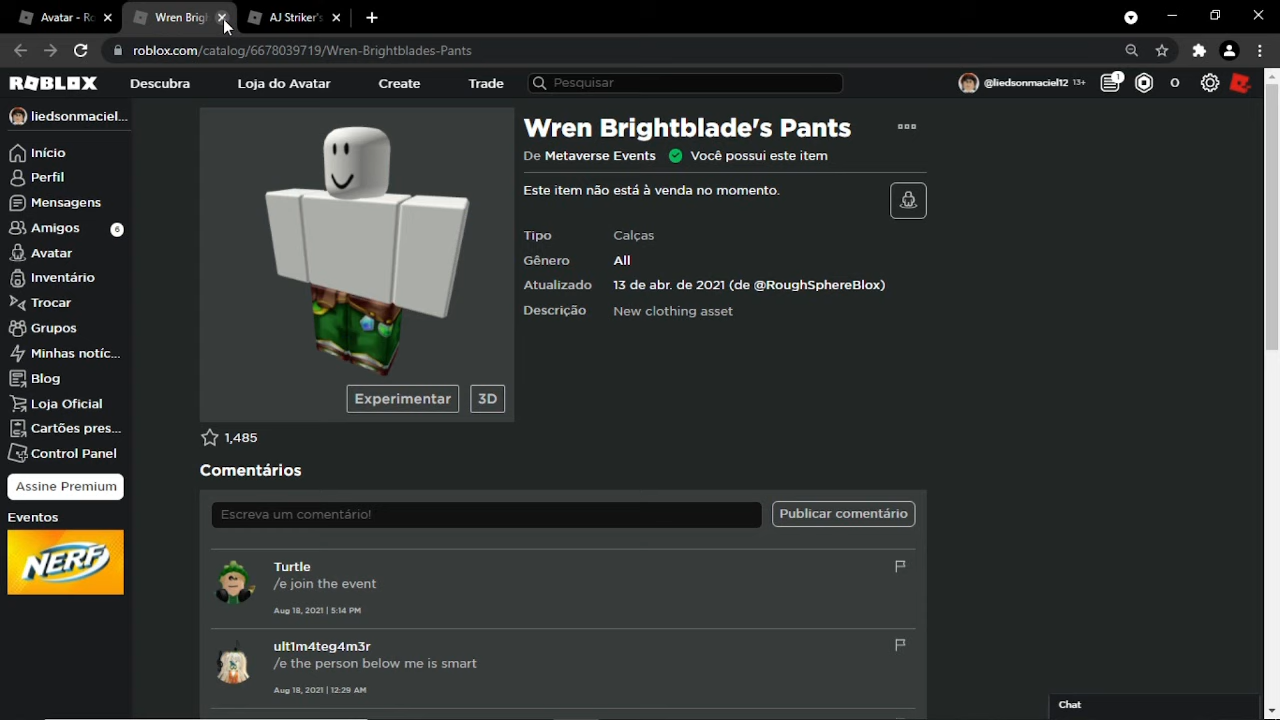 Avatar - Ro
Wren Brigh
AJ Striker's
roblox.com/catalog/6678039719/Wren-Brightblades-Pants
ROBLOX
Descubra
Loja do Avatar
Create
Trade
Pesquisar
@liedsonmaciel12 13+
1
0
liedsonmaciel...
Início
Perfil
Mensagens
Amigos
6
Avatar
Inventário
Trocar
Grupos
Minhas notíc...
Blog
Loja Oficial
Cartões pres...
Control Panel
Assine Premium
Eventos
NERF
Wren Brightblade's Pants
De Metaverse Events Você possui este item
Este item não está à venda no momento.
Tipo Calças
Gênero All
Atualizado 13 de abr. de 2021 (de @RoughSphereBlox)
Descrição New clothing asset
Experimentar
3D
1,485
Comentários
Escreva um comentário!
Publicar comentário
Turtle
/e join the event
Aug 18, 2021 | 5:14 PM
ult1m4teg4m3r
/e the person below me is smart
Aug 18, 2021 | 12:29 AM
Chat